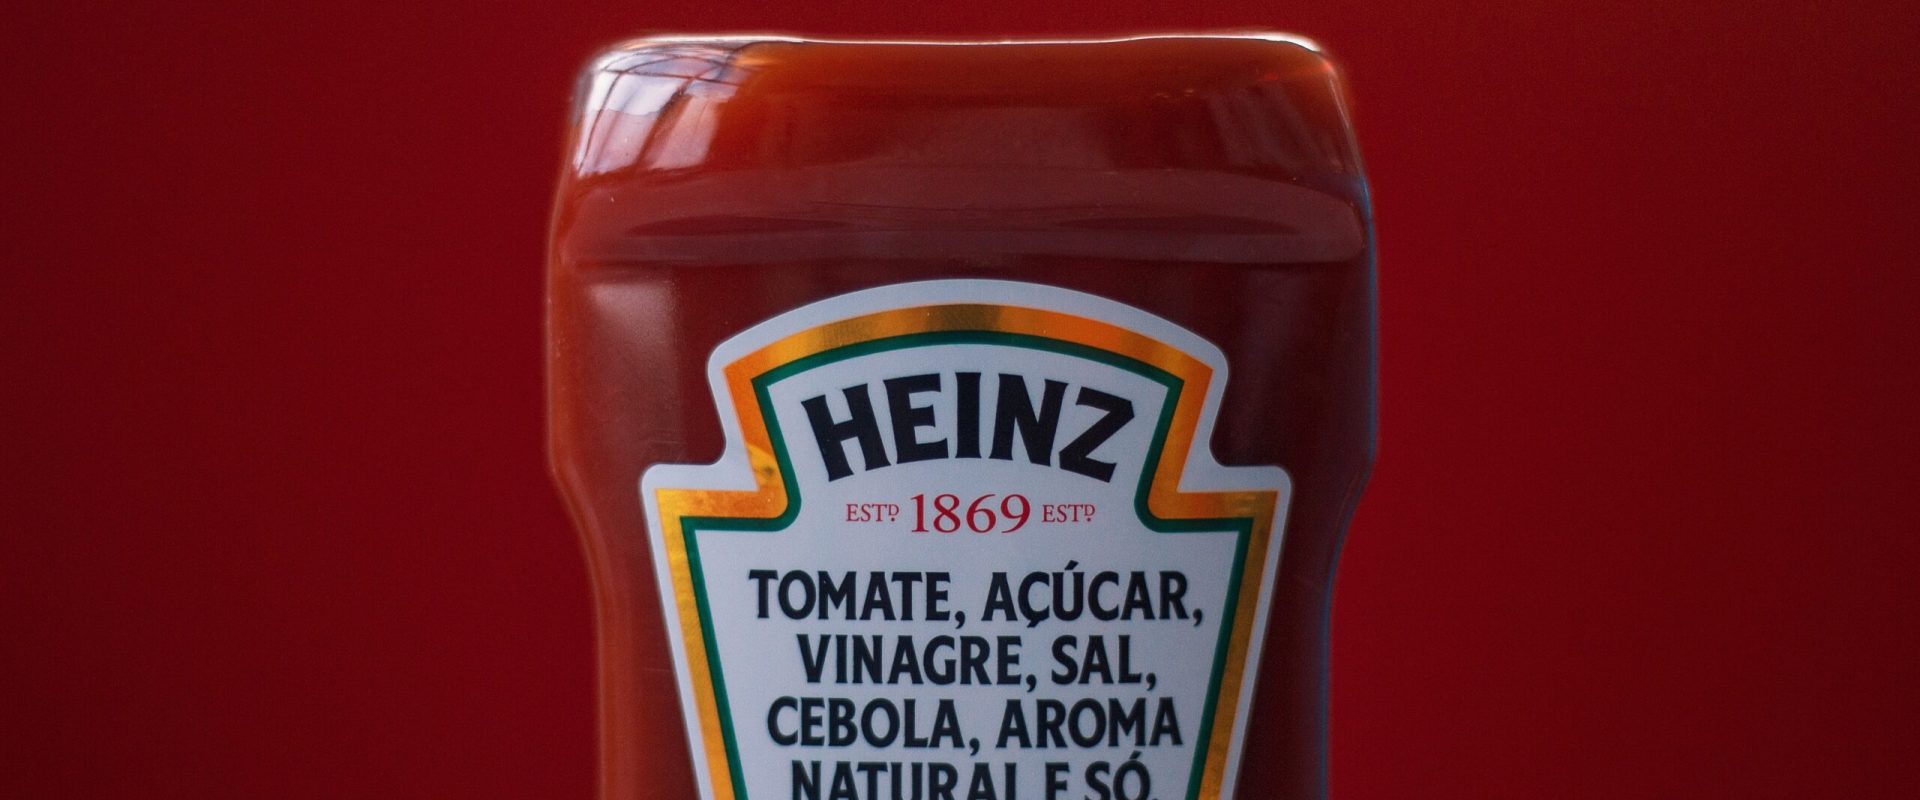 HEINZ
ESTD 1869 ESTD
TOMATE, AÇÚCAR,
VINAGRE, SAL,
CEBOLA, AROMA
NATURAL E SÓ.